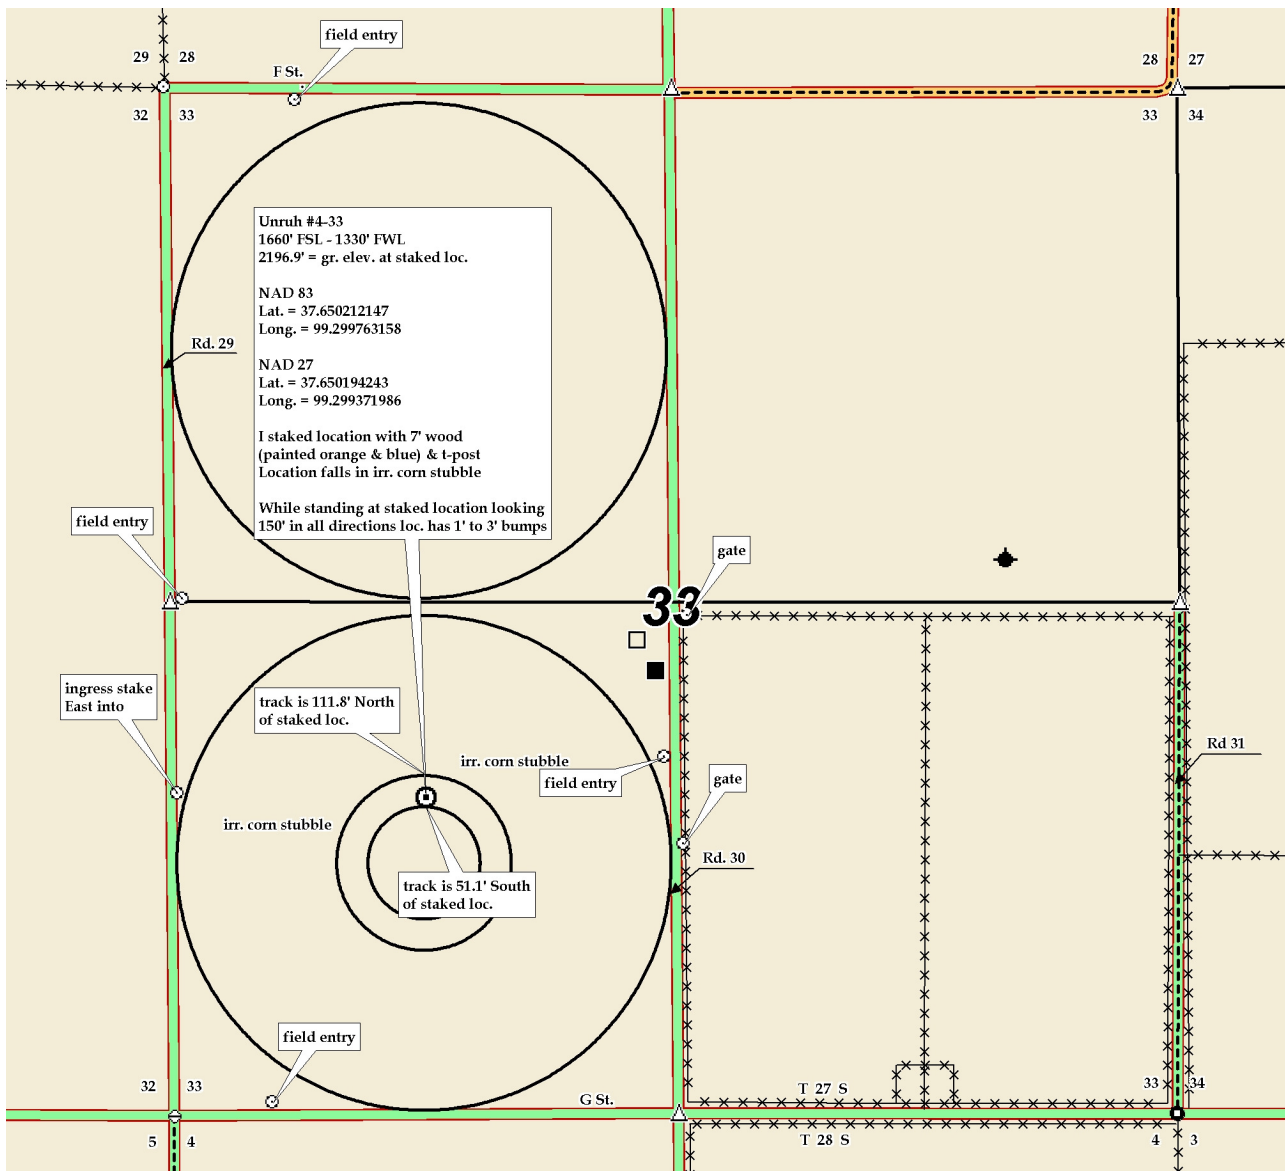 field entry
29 28
28 27
F St.
32 33
33 34
Unruh #4-33
1660' FSL - 1330' FWL
2196.9' = gr. elev. at staked loc.
NAD 83
Lat. = 37.650212147
Long. = 99.299763158
NAD 27
Lat. = 37.650194243
Long. = 99.299371986
I staked location with 7' wood
(painted orange & blue) & t-post
Location falls in irr. corn stubble
While standing at staked location looking
150' in all directions loc. has 1' to 3' bumps
Rd. 29
field entry
gate
33
ingress stake
East into
track is 111.8' North
of staked loc.
irr. corn stubble
field entry
gate
Rd 31
irr. corn stubble
Rd. 30
track is 51.1' South
of staked loc.
field entry
32 33
33 34
G St.
T 27 S
5 4
T 28 S
4 3